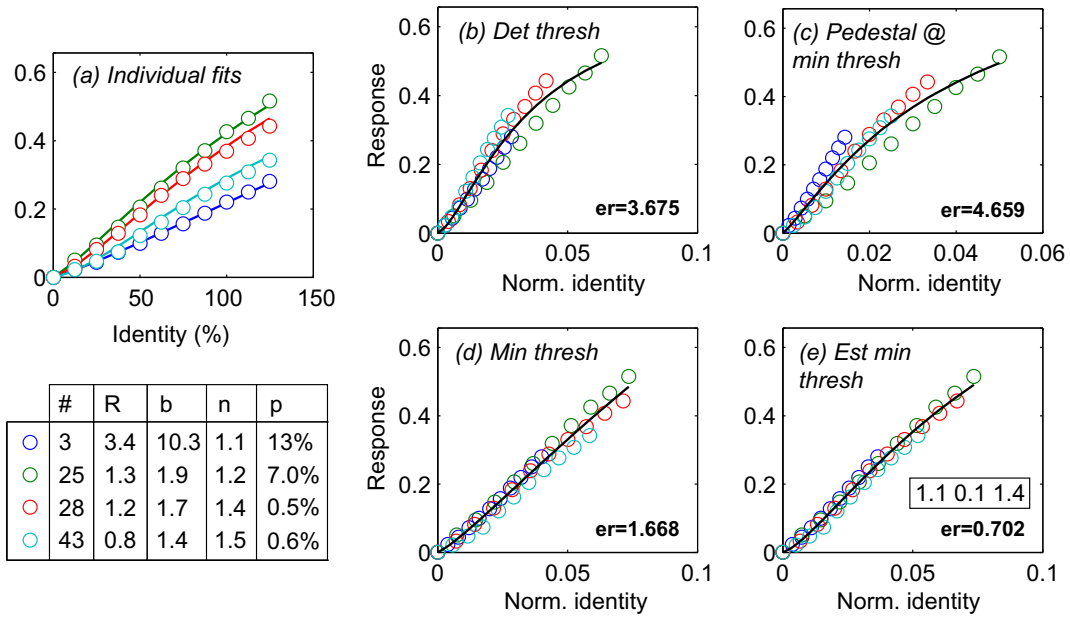 (a) Individual fits
0.6
0.4
0.2
0
0 50 100 150
Identity (%)
# R b n p
3 3.4 10.3 1.1 13%
25 1.3 1.9 1.2 7.0%
28 1.2 1.7 1.4 0.5%
43 0.8 1.4 1.5 0.6%
(b) Det thresh
Response
0.6
0.4
0.2
0
er=3.675
0 0.05 0.1
Norm. identity
(c) Pedestal @
min thresh
0.6
0.4
0.2
0
er=4.659
0 0.02 0.04 0.06
Norm. identity
(d) Min thresh
Response
0.6
0.4
0.2
0
er=1.668
0 0.05 0.1
Norm. identity
(e) Est min
thresh
0.6
0.4
0.2
0
1.1 0.1 1.4
er=0.702
0 0.05 0.1
Norm. identity